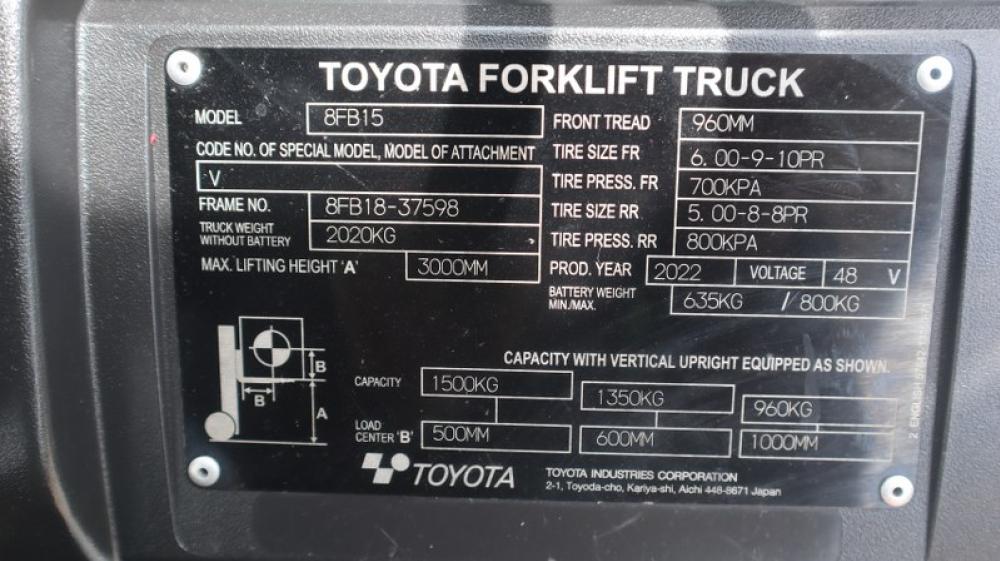 TOYOTA FORKLIFT TRUCK
MODEL 8FB15
CODE NO. OF SPECIAL MODEL, MODEL OF ATTACHMENT
V
FRAME NO. 8FB18-37598
TRUCK WEIGHT
WITHOUT BATTERY 2020KG
MAX. LIFTING HEIGHT 'A' 3000MM
FRONT TREAD 960MM
TIRE SIZE FR 6.00-9-10PR
TIRE PRESS. FR 700KPA
TIRE SIZE RR 5.00-8-8PR
TIRE PRESS. RR 800KPA
PROD. YEAR 2022 VOLTAGE 48 V
BATTERY WEIGHT
MIN./MAX. 635KG / 800KG
B
B
A
CAPACITY WITH VERTICAL UPRIGHT EQUIPPED AS SHOWN.
CAPACITY 1500KG 1350KG 960KG
LOAD
CENTER 'B' 500MM 600MM 1000MM
TOYOTA
TOYOTA INDUSTRIES CORPORATION
2-1, Toyoda-cho, Kariya-shi, Aichi 448-8671 Japan
ENGLISH